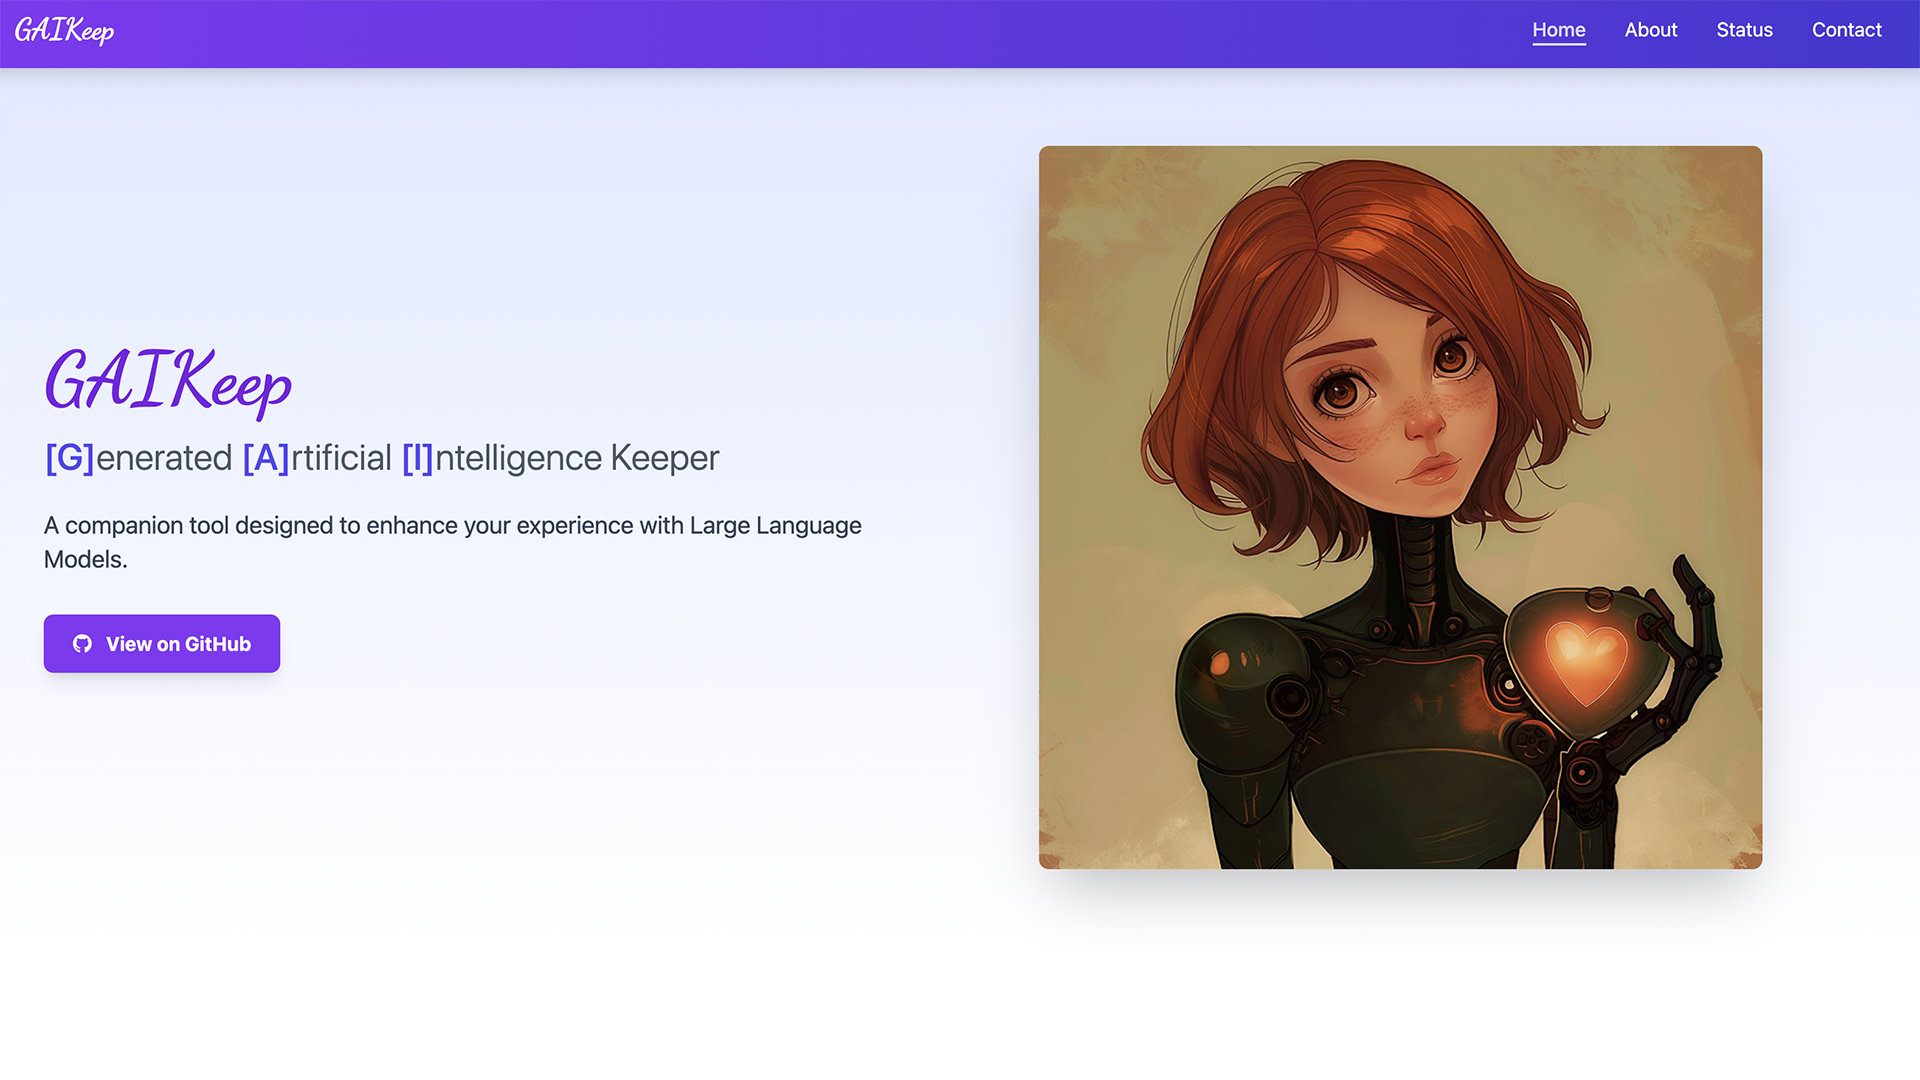 GAIKeep
Home About Status Contact
GAIKeep
[G]enerated [A]rtificial [I]ntelligence Keeper
A companion tool designed to enhance your experience with Large Language
Models.
View on GitHub